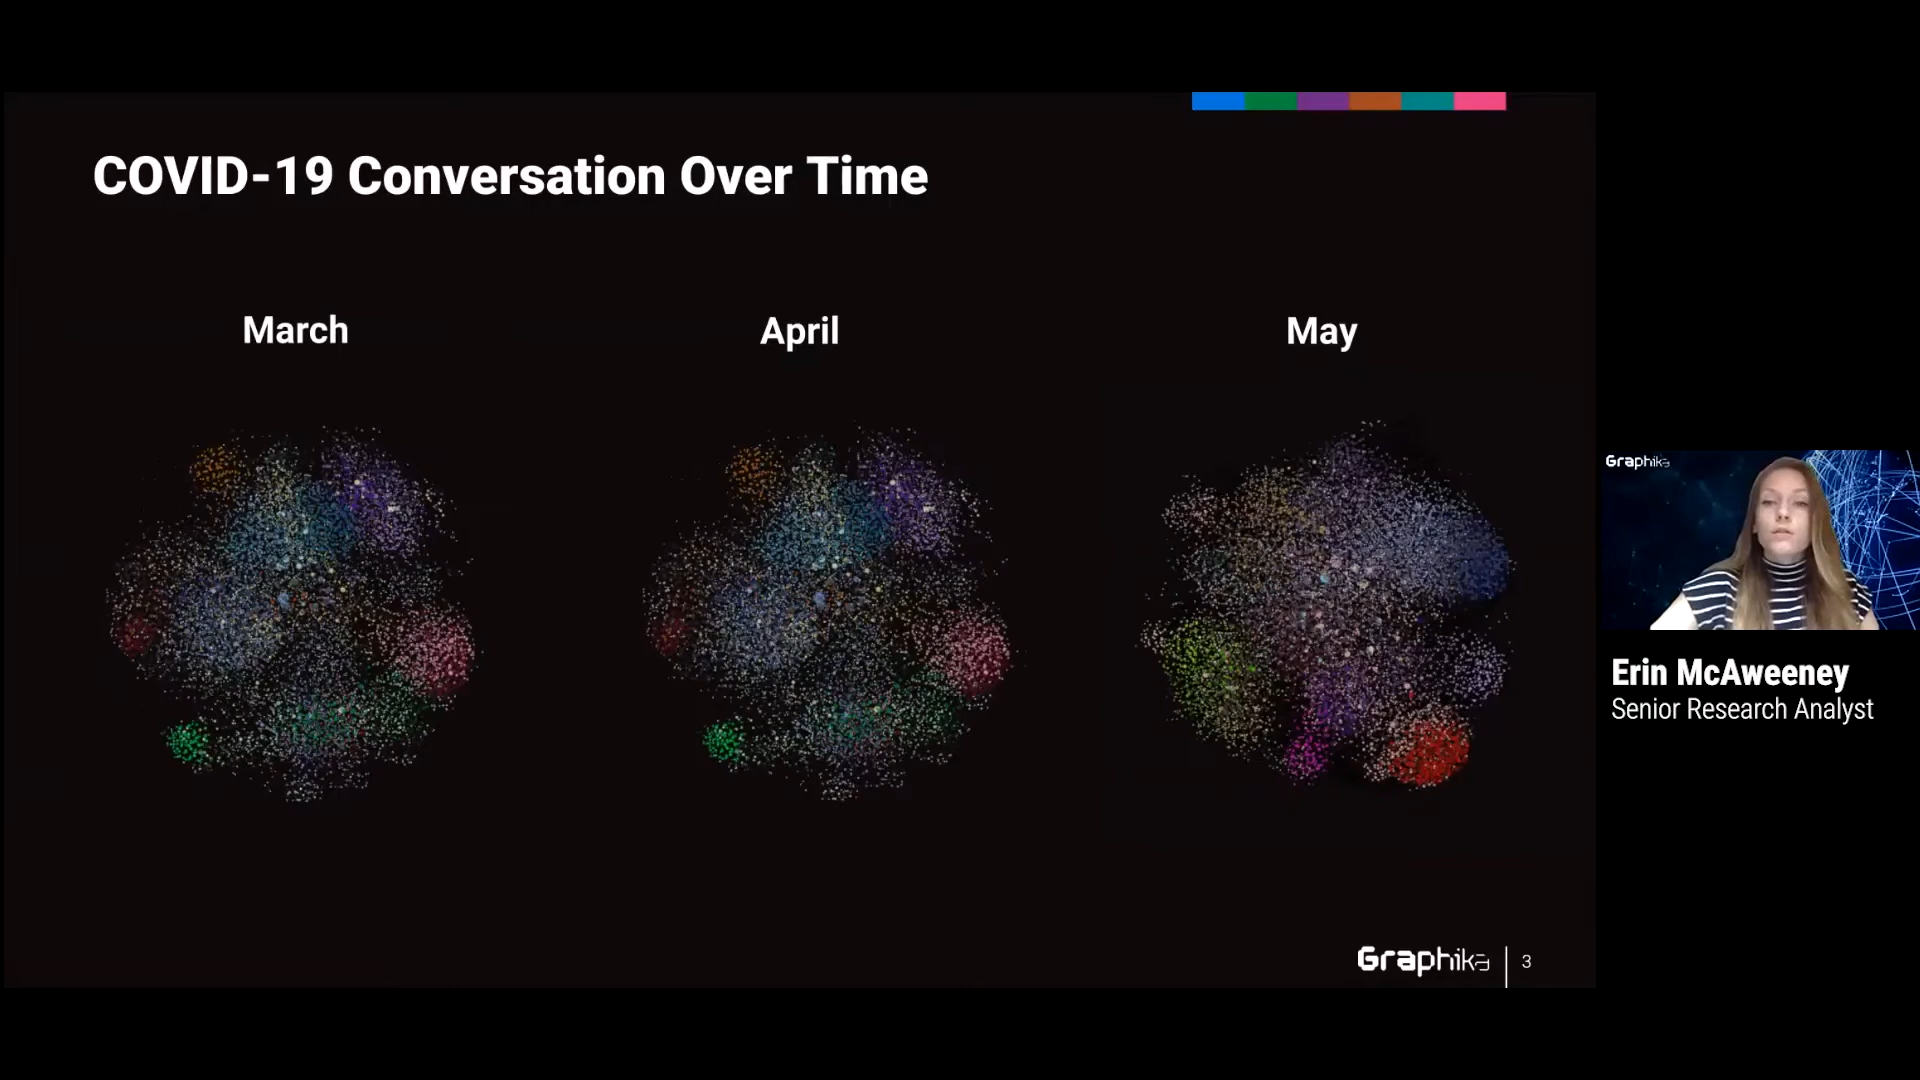 COVID-19 Conversation Over Time
March
April
May
Graphika
Erin McAweeney
Senior Research Analyst
Graphika
3